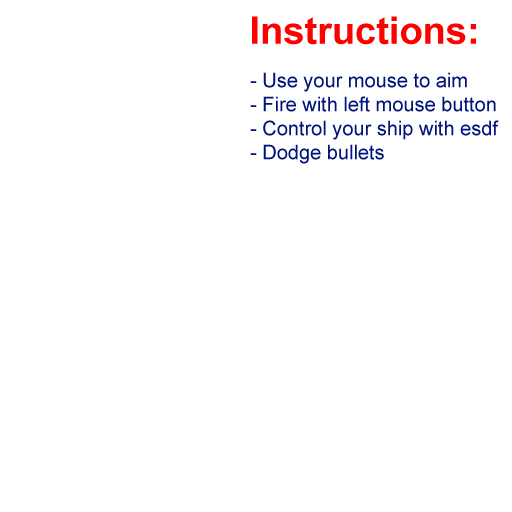 Instructions:
- Use your mouse to aim
- Fire with left mouse button
- Control your ship with esdf
- Dodge bullets